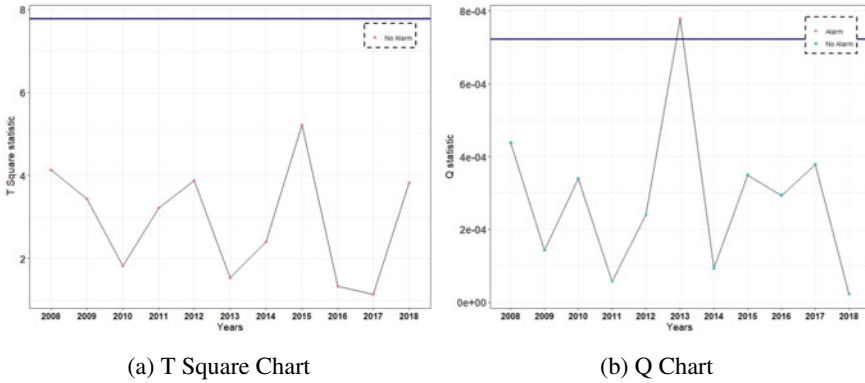 8
6
4
2
T Square statistic
No Alarm
2008 2009 2010 2011 2012 2013 2014 2015 2016 2017 2018
Years
(a) T Square Chart
8e-04
6e-04
4e-04
2e-04
0e+00
Q statistic
Alarm
No Alarm
2008 2009 2010 2011 2012 2013 2014 2015 2016 2017 2018
Years
(b) Q Chart